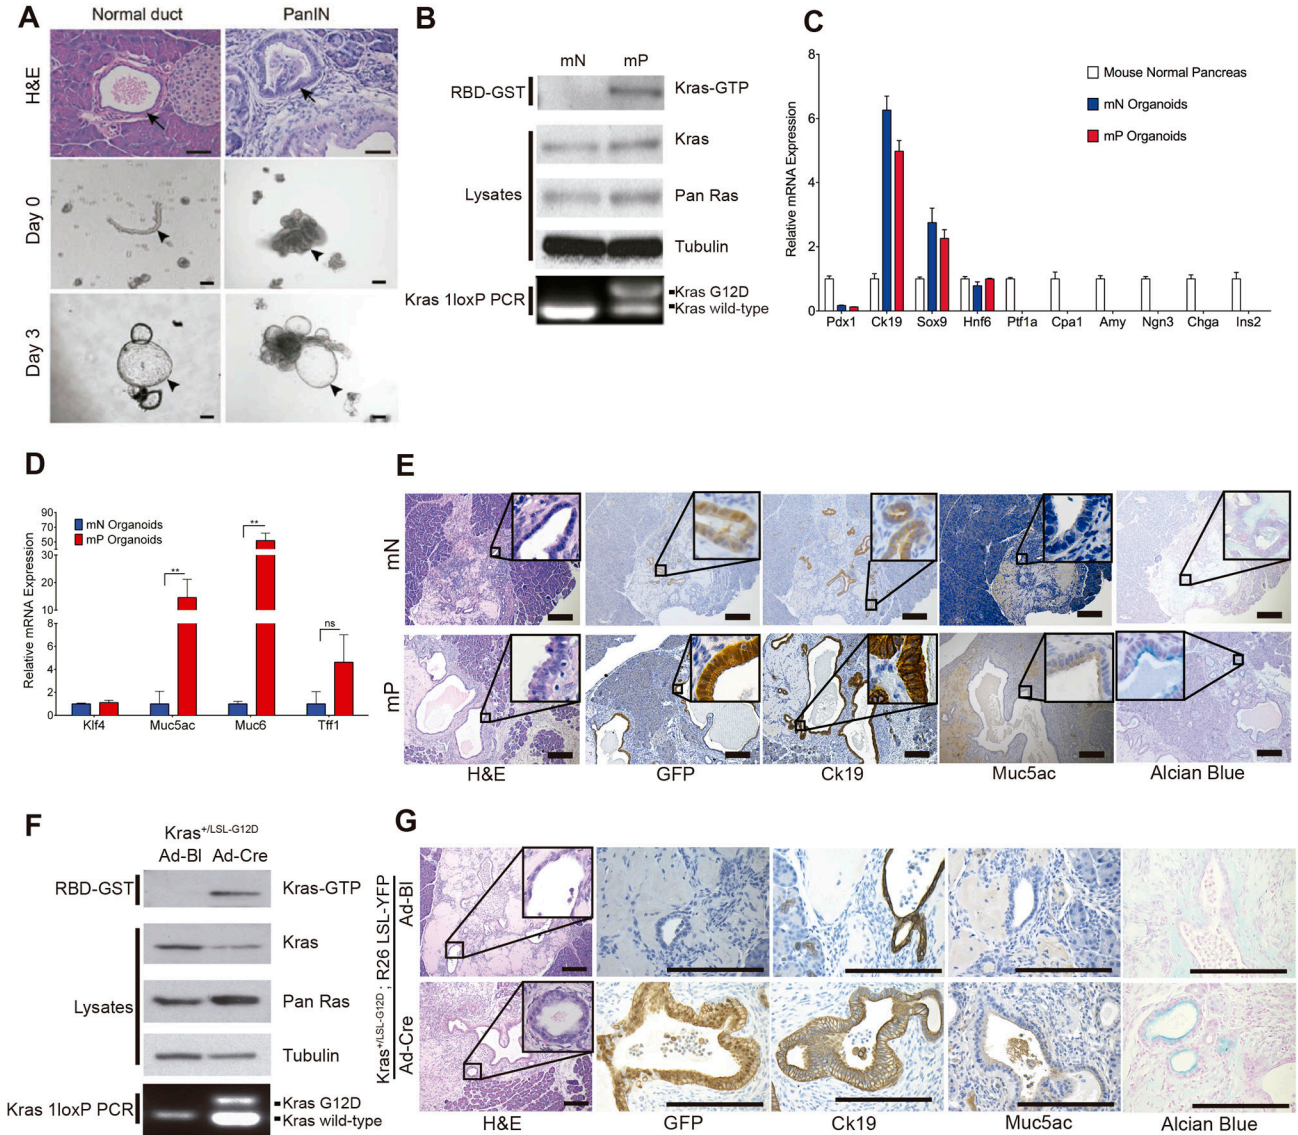 A
Normal duct
PanIN
H&E
Day 0
Day 3
B
mN
mP
RBD-GST
Kras-GTP
Kras
Lysates
Pan Ras
Tubulin
Kras 1loxP PCR
Kras G12D
Kras wild-type
C
Relative mRNA Expression
8
6
4
2
0
Mouse Normal Pancreas
mN Organoids
mP Organoids
Pdx1
Ck19
Sox9
Hnf6
Ptf1a
Cpa1
Amy
Ngn3
Chga
Ins2
D
Relative mRNA Expression
90
70
50
30
20
10
8
6
4
2
0
mN Organoids
mP Organoids
**
**
ns
Klf4
Muc5ac
Muc6
Tff1
E
mN
mP
H&E
GFP
Ck19
Muc5ac
Alcian Blue
F
Kras+/LSL-G12D
Ad-Bl
Ad-Cre
RBD-GST
Kras-GTP
Kras
Lysates
Pan Ras
Tubulin
Kras 1loxP PCR
Kras G12D
Kras wild-type
G
Kras+/LSL-G12D ; R26 LSL-YFP
Ad-Bl
Ad-Cre
H&E
GFP
Ck19
Muc5ac
Alcian Blue